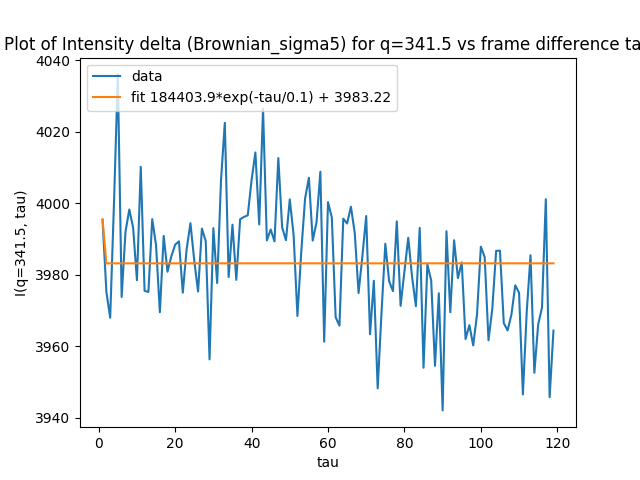 Plot of Intensity delta (Brownian_sigma5) for q=341.5 vs frame difference ta
data
fit 184403.9*exp(-tau/0.1) + 3983.22
I(q=341.5, tau)
4040
4020
4000
3980
3960
3940
0 20 40 60 80 100 120
tau